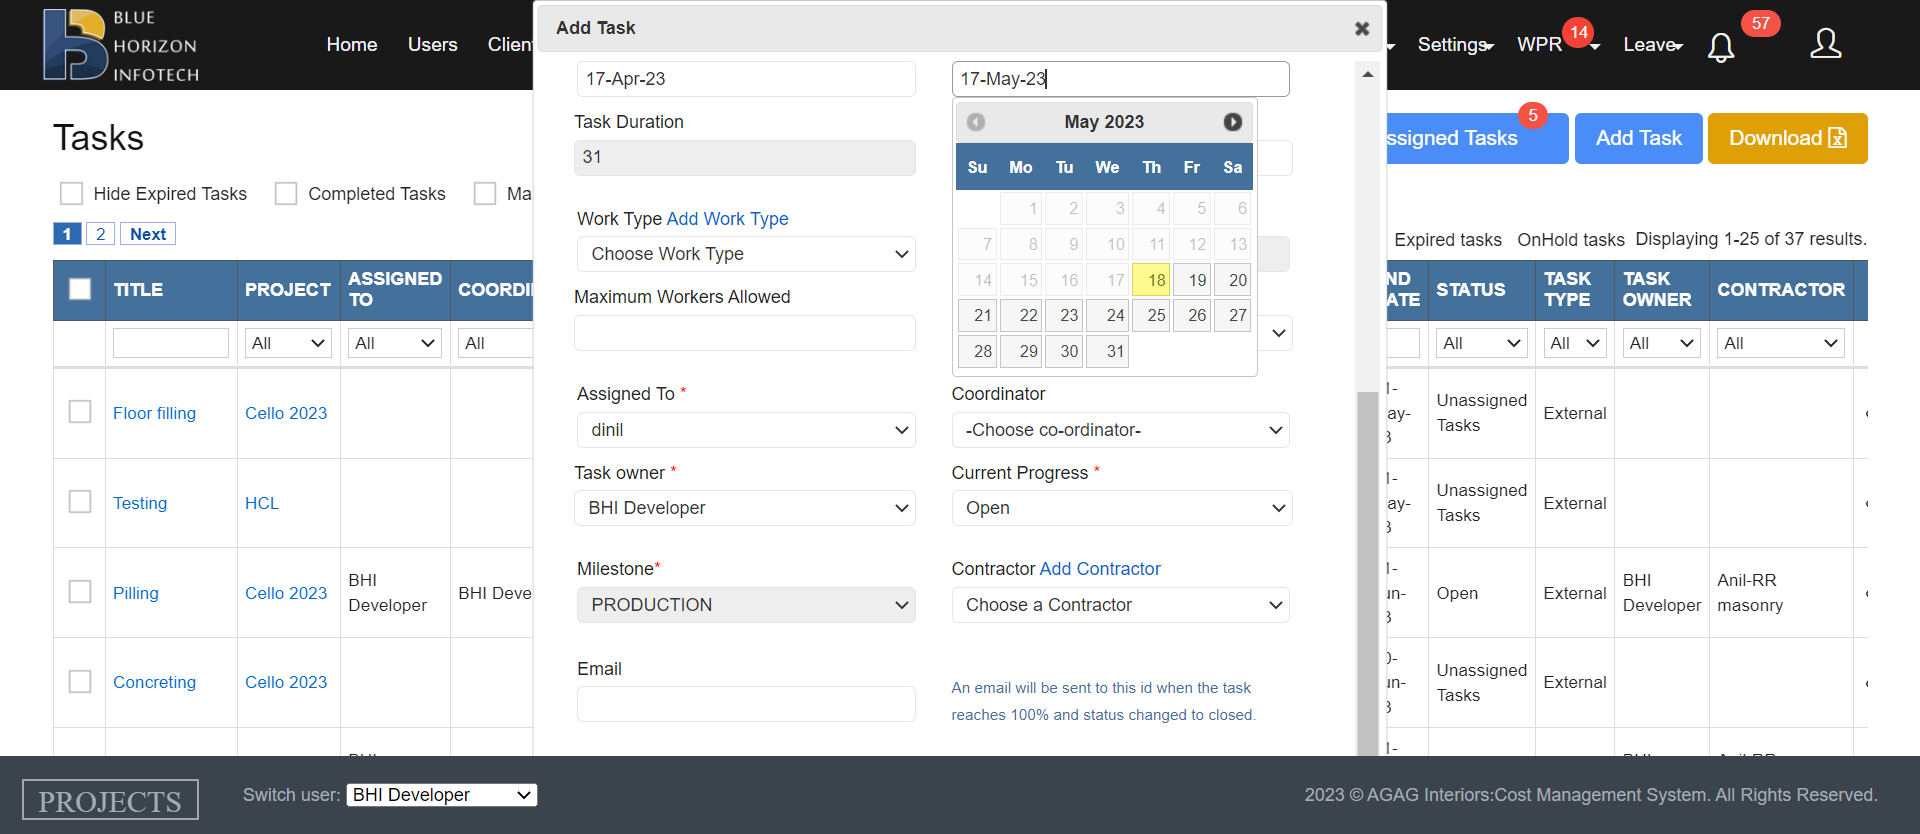 BLUE
HORIZON
INFOTECH
Home Users Clien
Add Task
Settings WPR 14 Leave 57
Tasks
ssigned Tasks 5 Add Task Download
Hide Expired Tasks Completed Tasks Ma
1 2 Next
Expired tasks OnHold tasks Displaying 1-25 of 37 results.
17-Apr-23 17-May-23
Task Duration
31
Work Type Add Work Type
Choose Work Type
Maximum Workers Allowed
May 2023
Su Mo Tu We Th Fr Sa
1 2 3 4 5 6
7 8 9 10 11 12 13
14 15 16 17 18 19 20
21 22 23 24 25 26 27
28 29 30 31
Assigned To * Coordinator
dinil -Choose co-ordinator-
Task owner * Current Progress *
BHI Developer Open
Milestone* Contractor Add Contractor
PRODUCTION Choose a Contractor
Email
An email will be sent to this id when the task
reaches 100% and status changed to closed.
TITLE PROJECT ASSIGNED TO COORDI ND ATE STATUS TASK TYPE TASK OWNER CONTRACTOR
All All All All All All All
Floor filling Cello 2023 ay- Unassigned Tasks External
Testing HCL ay- Unassigned Tasks External
Pilling Cello 2023 BHI Developer BHI Deve un- Open External BHI Developer Anil-RR masonry
Concreting Cello 2023 un- Unassigned Tasks External
PROJECTS Switch user: BHI Developer 2023 © AGAG Interiors:Cost Management System. All Rights Reserved.